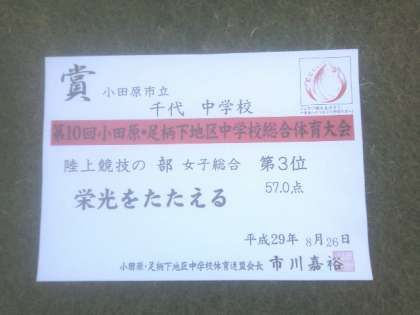 賞
小田原市立
千代 中学校
第10回小田原・足柄下地区中学校総合体育大会
陸上競技の 部 女子総合 第3位
57.0点
栄光をたたえる
平成29年 8月26日
小田原・足柄下地区中学校体育連盟会長 市川嘉裕